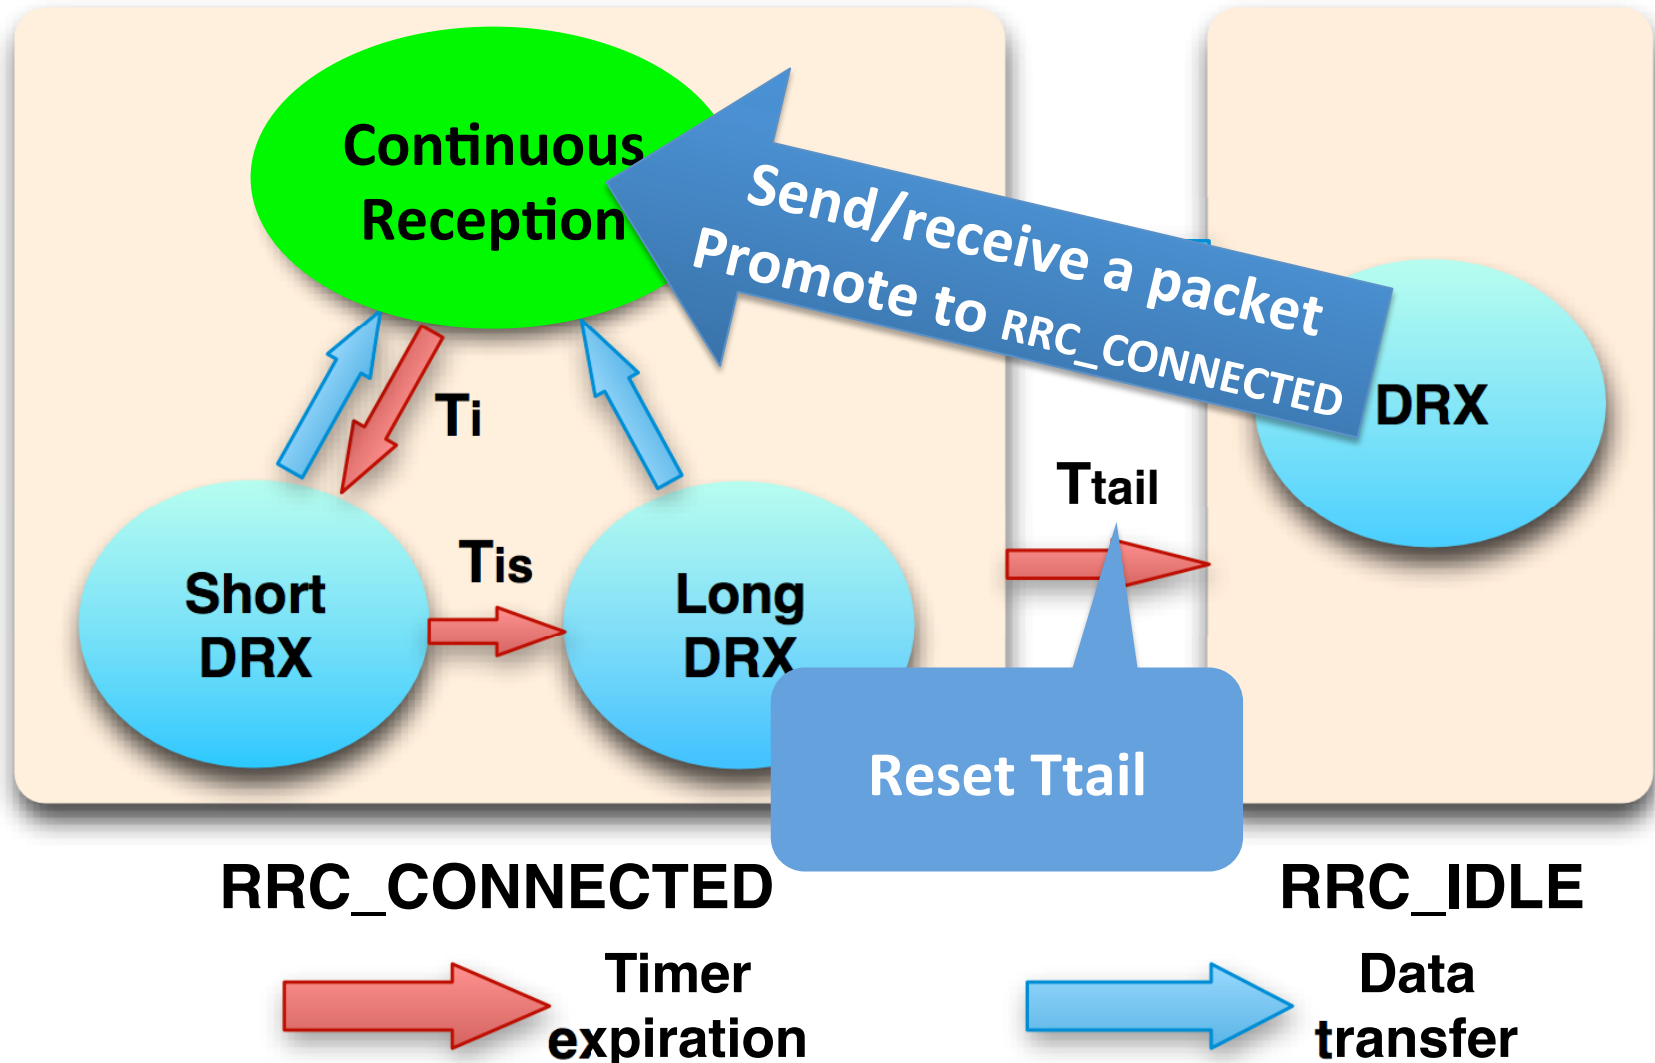 Continuous
Reception
Send/receive a packet
Promote to RRC_CONNECTED
DRX
Ti
Ttail
Tis
Short
DRX
Long
DRX
Reset Ttail
RRC_CONNECTED
RRC_IDLE
Timer
expiration
Data
transfer